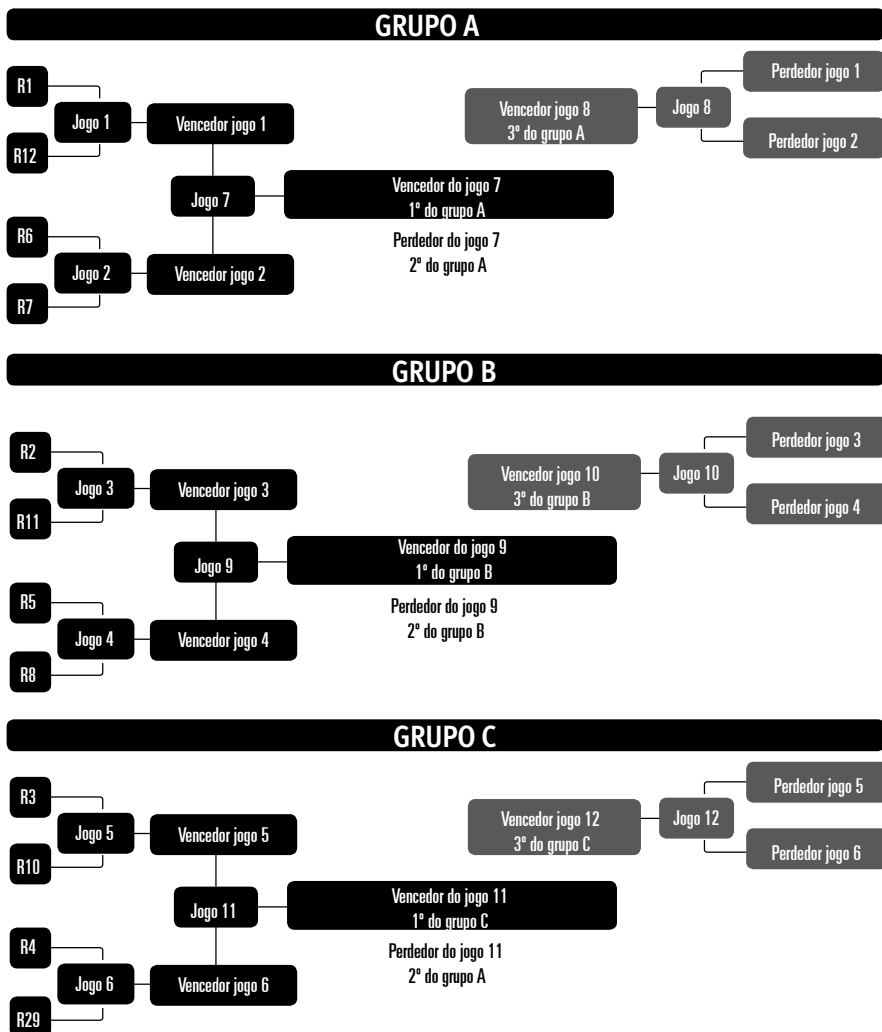 GRUPO A
R1
R12
R6
R7
Jogo 1
Jogo 2
Vencedor jogo 1
Vencedor jogo 2
Jogo 7
Vencedor do jogo 7
1º do grupo A
Perdedor do jogo 7
2º do grupo A
Vencedor jogo 8
3º do grupo A
Jogo 8
Perdedor jogo 1
Perdedor jogo 2
GRUPO B
R2
R11
R5
R8
Jogo 3
Jogo 4
Vencedor jogo 3
Vencedor jogo 4
Jogo 9
Vencedor do jogo 9
1º do grupo B
Perdedor do jogo 9
2º do grupo B
Vencedor jogo 10
3º do grupo B
Jogo 10
Perdedor jogo 3
Perdedor jogo 4
GRUPO C
R3
R10
R4
R29
Jogo 5
Jogo 6
Vencedor jogo 5
Vencedor jogo 6
Jogo 11
Vencedor do jogo 11
1º do grupo C
Perdedor do jogo 11
2º do grupo A
Vencedor jogo 12
3º do grupo C
Jogo 12
Perdedor jogo 5
Perdedor jogo 6